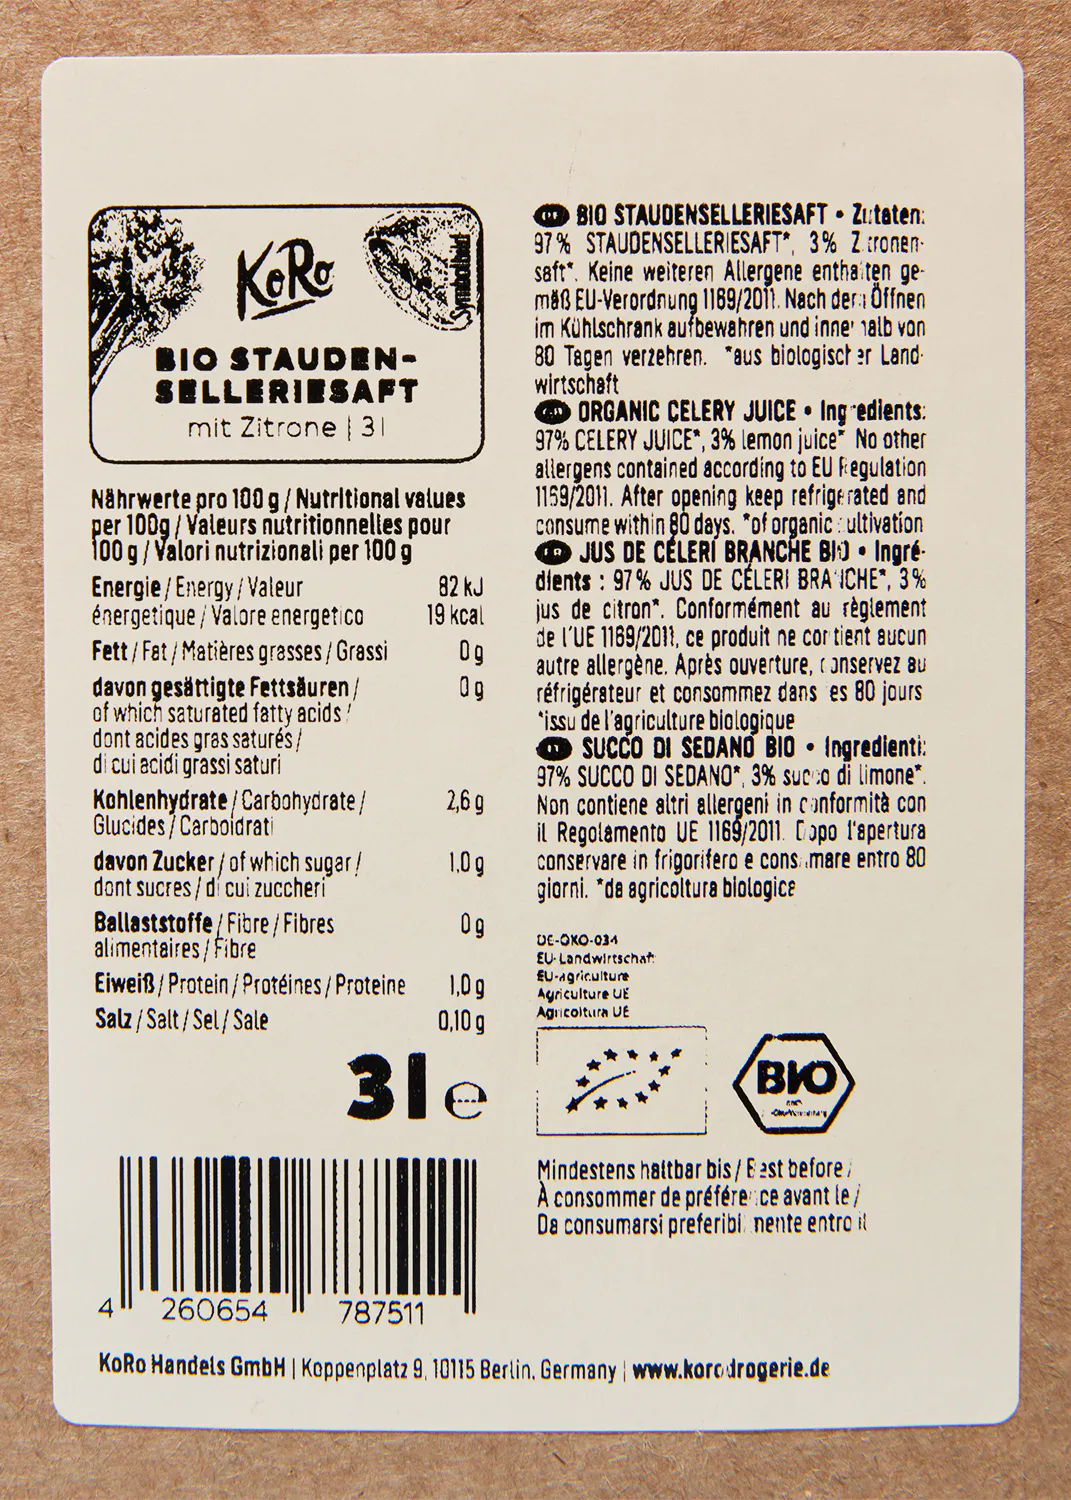 KoRo
Symbolbild
BIO STAUDEN-
SELLERIESAFT
mit Zitrone | 3l
Nährwerte pro 100 g / Nutritional values
per 100g / Valeurs nutritionnelles pour
100 g / Valori nutrizionali per 100 g
Energie / Energy / Valeur 82 kJ
énergetique / Valore energetico 19 kcal
Fett / Fat / Matières grasses / Grassi 0 g
davon gesättigte Fettsäuren / 0 g
of which saturated fatty acids /
dont acides gras saturés /
di cui acidi grassi saturi
Kohlenhydrate / Carbohydrate / 2,6 g
Glucides / Carboidrati
davon Zucker / of which sugar / 1,0 g
dont sucres / di cui zuccheri
Ballaststoffe / Fibre / Fibres 0 g
alimentaires / Fibre
Eiweiß / Protein / Protéines / Proteine 1,0 g
Salz / Salt / Sel / Sale 0,10 g
3l e
4 260654 787511
DE BIO STAUDENSELLERIESAFT • Zutaten:
97% STAUDENSELLERIESAFT*, 3% Zitronen-
saft*. Keine weiteren Allergene enthalten ge-
mäß EU-Verordnung 1169/2011. Nach dem Öffnen
im Kühlschrank aufbewahren und innerhalb von
80 Tagen verzehren. *aus biologischer Land-
wirtschaft
ORGANIC CELERY JUICE • Ingredients:
97% CELERY JUICE*, 3% lemon juice* No other
allergens contained according to EU Regulation
1169/2011. After opening keep refrigerated and
consume within 80 days. *of organic cultivation
FR JUS DE CÉLERI BRANCHE BIO • Ingré-
dients : 97% JUS DE CÉLERI BRANCHE*, 3%
jus de citron*. Conformément au règlement
de l'UE 1169/2011, ce produit ne contient aucun
autre allergène. Après ouverture, conservez au
réfrigérateur et consommez dans les 80 jours
*issu de l'agriculture biologique
IT SUCCO DI SEDANO BIO • Ingredienti:
97% SUCCO DI SEDANO*, 3% succo di limone*.
Non contiene altri allergeni in conformità con
il Regolamento UE 1169/2011. Dopo l'apertura
conservare in frigorifero e consumare entro 80
giorni. *da agricoltura biologica
DE-ÖKO-034
EU-Landwirtschaft
EU-agriculture
Agriculture UE
Agricoltura UE
BIO
Mindestens haltbar bis / Best before /
À consommer de préférence avant le /
Da consumarsi preferibilmente entro il
KoRo Handels GmbH | Koppenplatz 9, 10115 Berlin, Germany | www.korodrogerie.de